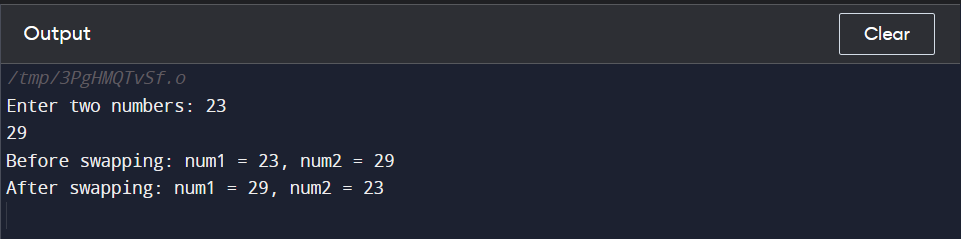 Output
Clear
/tmp/3PgHMQTvSf.o
Enter two numbers: 23
29
Before swapping: num1 = 23, num2 = 29
After swapping: num1 = 29, num2 = 23